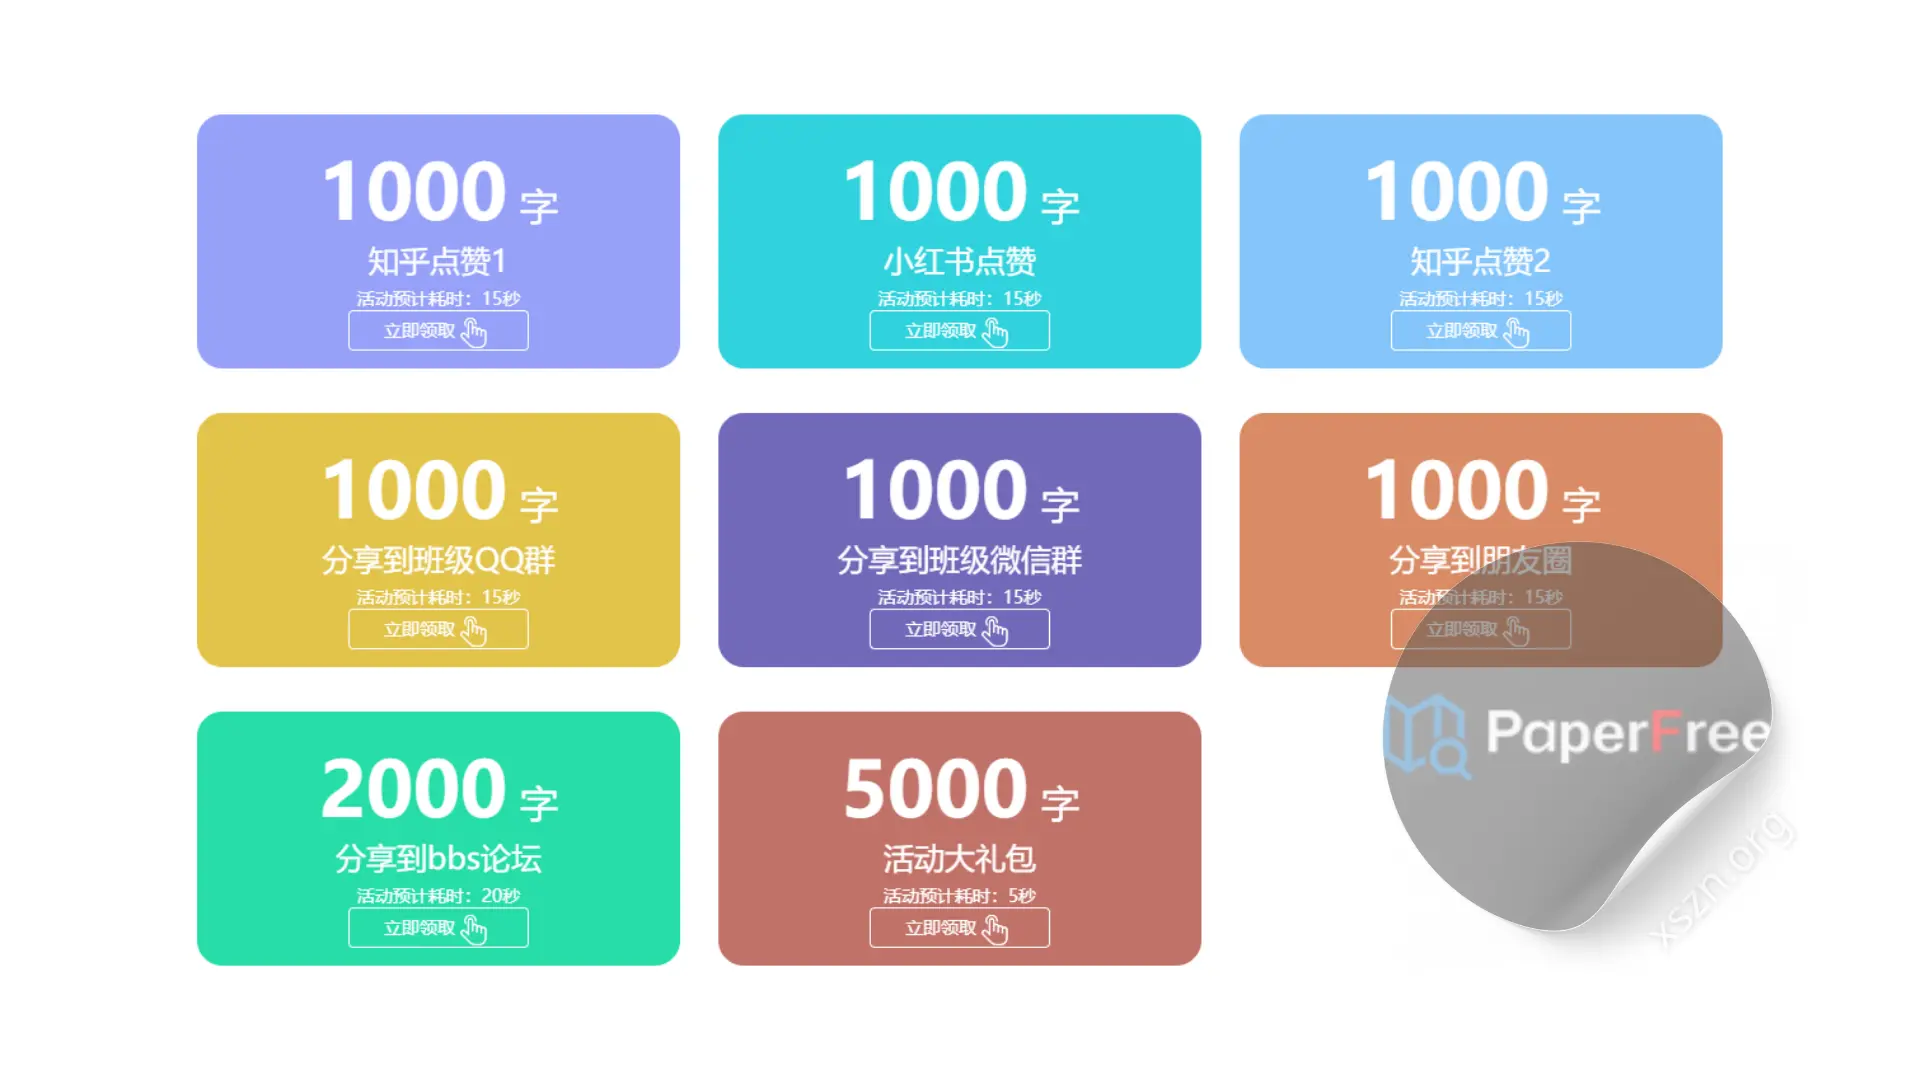 1000 字
知乎点赞1
活动预计耗时：15秒
立即领取
1000 字
小红书点赞
活动预计耗时：15秒
立即领取
1000 字
知乎点赞2
活动预计耗时：15秒
立即领取
1000 字
分享到班级QQ群
活动预计耗时：15秒
立即领取
1000 字
分享到班级微信群
活动预计耗时：15秒
立即领取
1000 字
分享到朋友圈
活动预计耗时：15秒
立即领取
2000 字
分享到bbs论坛
活动预计耗时：20秒
立即领取
5000 字
活动大礼包
活动预计耗时：5秒
立即领取
PaperFree
xszn.org